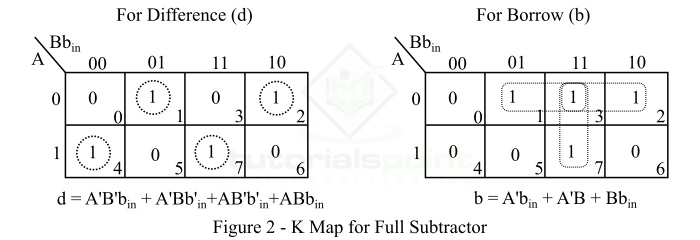 For Difference (d) For Borrow (b)
Bb_in Bb_in
A 00 01 11 10 A 00 01 11 10
0 0 0 1 1 0 3 1 2 0 0 0 1 1 1 3 1 2
1 1 4 0 5 1 7 0 6 1 0 4 0 5 1 7 0 6
tutorialspoint
d = A'B'b_in + A'Bb'_in+AB'b'_in+ABb_in b = A'b_in + A'B + Bb_in
Figure 2 - K Map for Full Subtractor